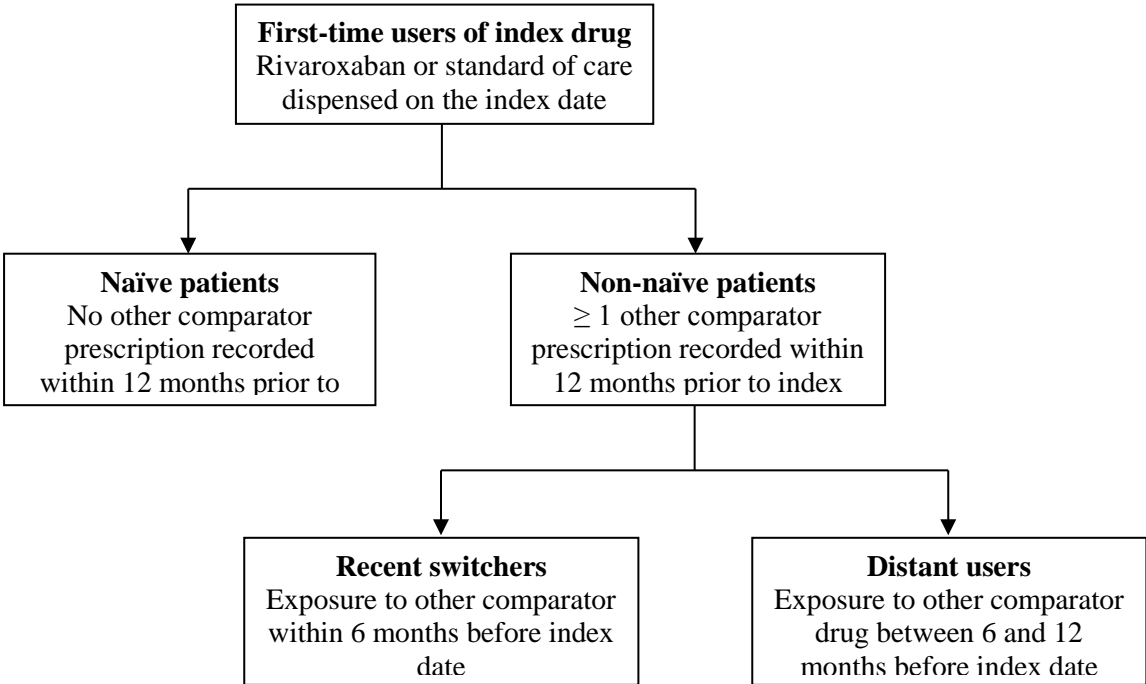 First-time users of index drug
Rivaroxaban or standard of care
dispensed on the index date
Naïve patients
No other comparator
prescription recorded
within 12 months prior to
Non-naïve patients
≥ 1 other comparator
prescription recorded within
12 months prior to index
Recent switchers
Exposure to other comparator
within 6 months before index
date
Distant users
Exposure to other comparator
drug between 6 and 12
months before index date